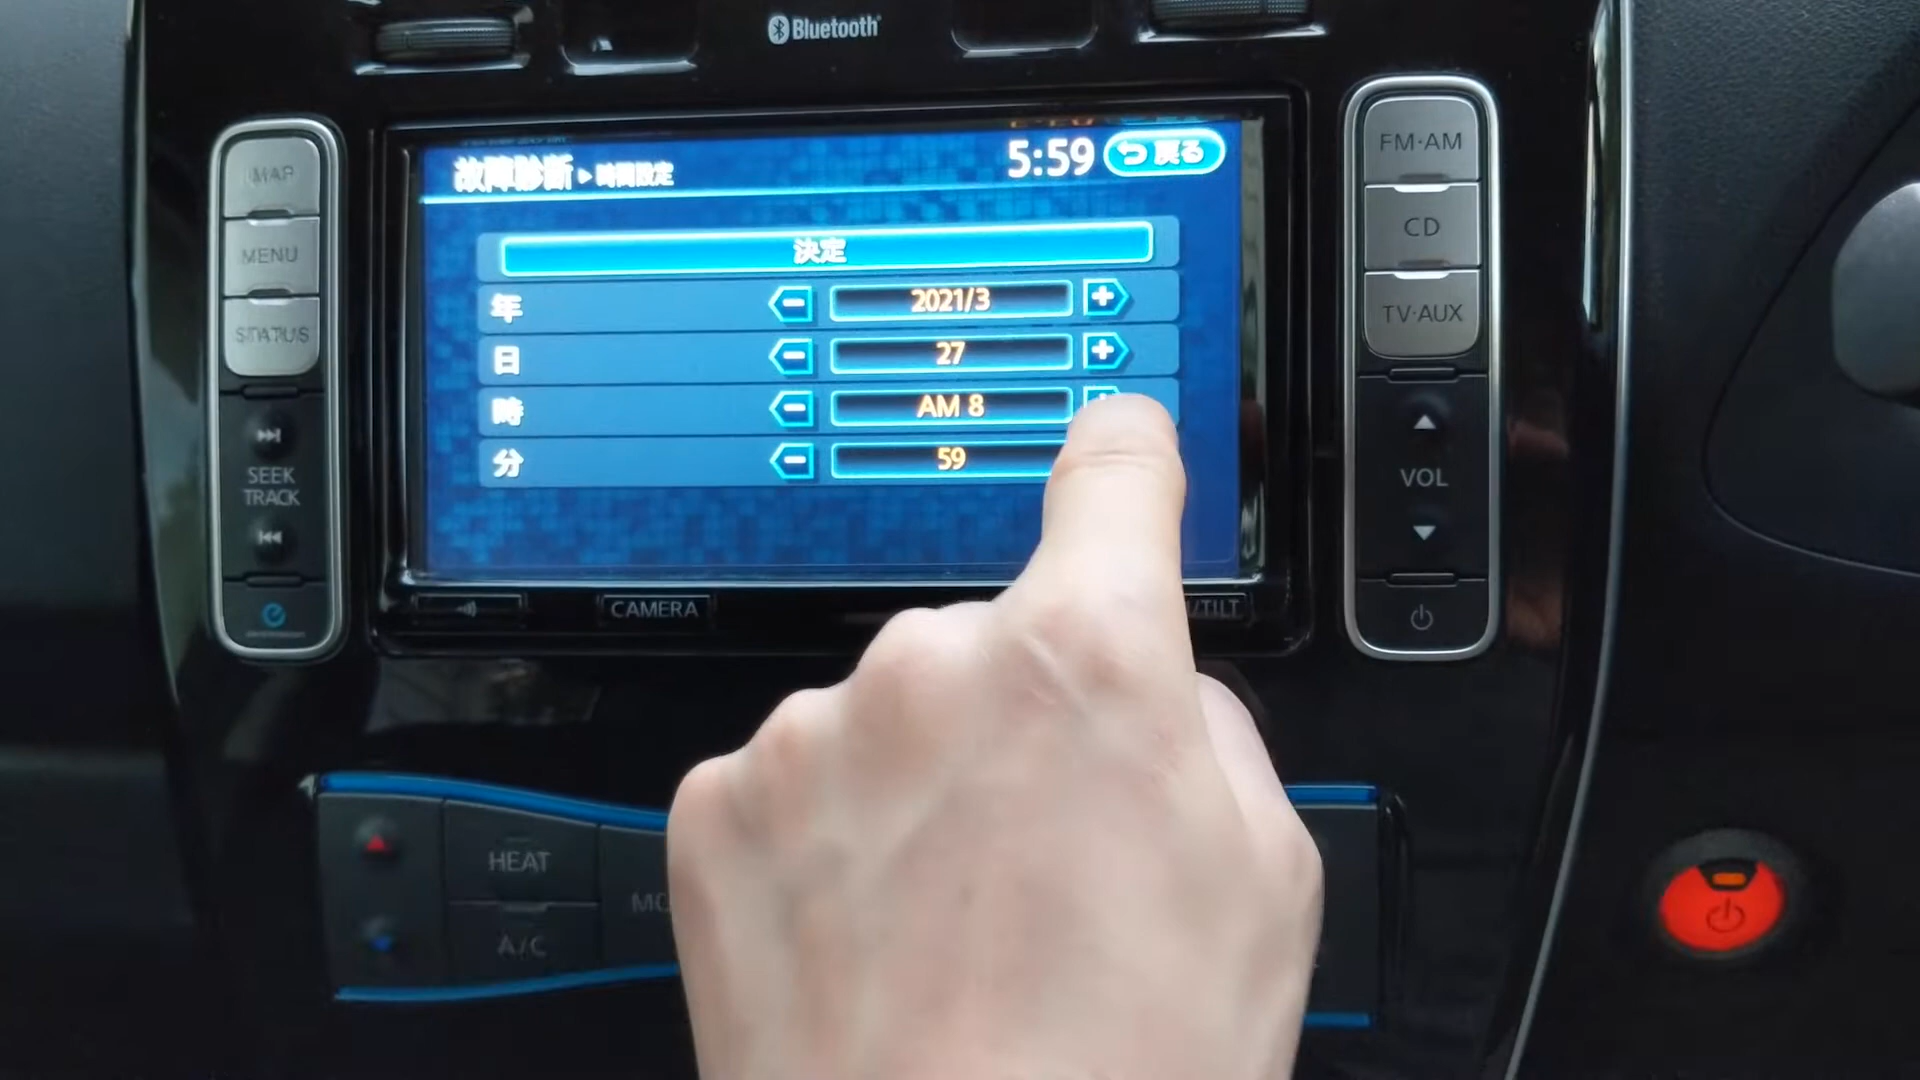 Bluetooth
MAP
MENU
STATUS
SEEK
TRACK
故障診断 ▶ 時間設定
5:59
戻る
決定
年 − 2021/3 +
日 − 27 +
時 − AM 8
分 − 59
CAMERA
/TILT
FM·AM
CD
TV·AUX
VOL
HEAT
A/C